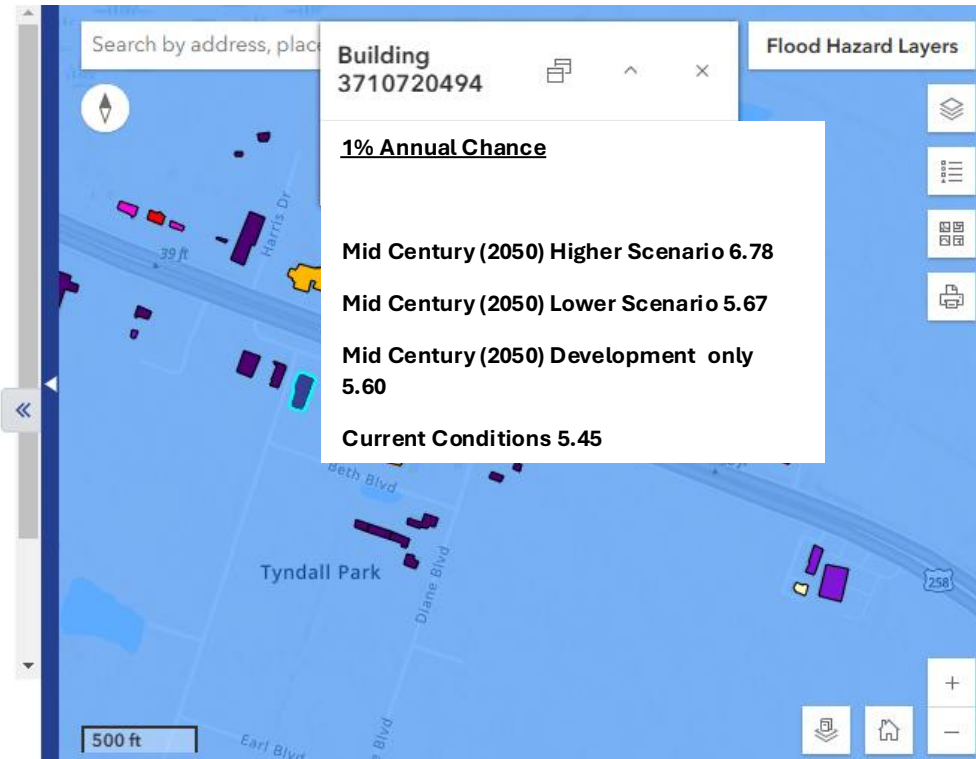 Search by address, place
Building
3710720494
Flood Hazard Layers
1% Annual Chance
Mid Century (2050) Higher Scenario 6.78
Mid Century (2050) Lower Scenario 5.67
Mid Century (2050) Development only
5.60
Current Conditions 5.45
Harris Dr
39 ft
Beth Blvd
Tyndall Park
Diane Blvd
258
500 ft
Earl Blvd
Blvd